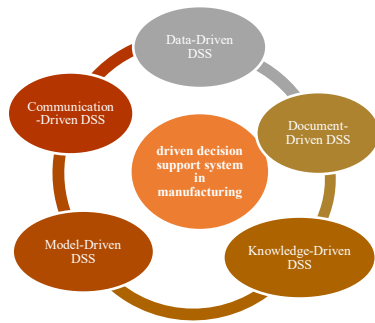 Data-Driven
DSS
Document-
Driven DSS
Knowledge-Driven
DSS
Model-Driven
DSS
Communication
-Driven DSS
driven decision
support system
in
manufacturing